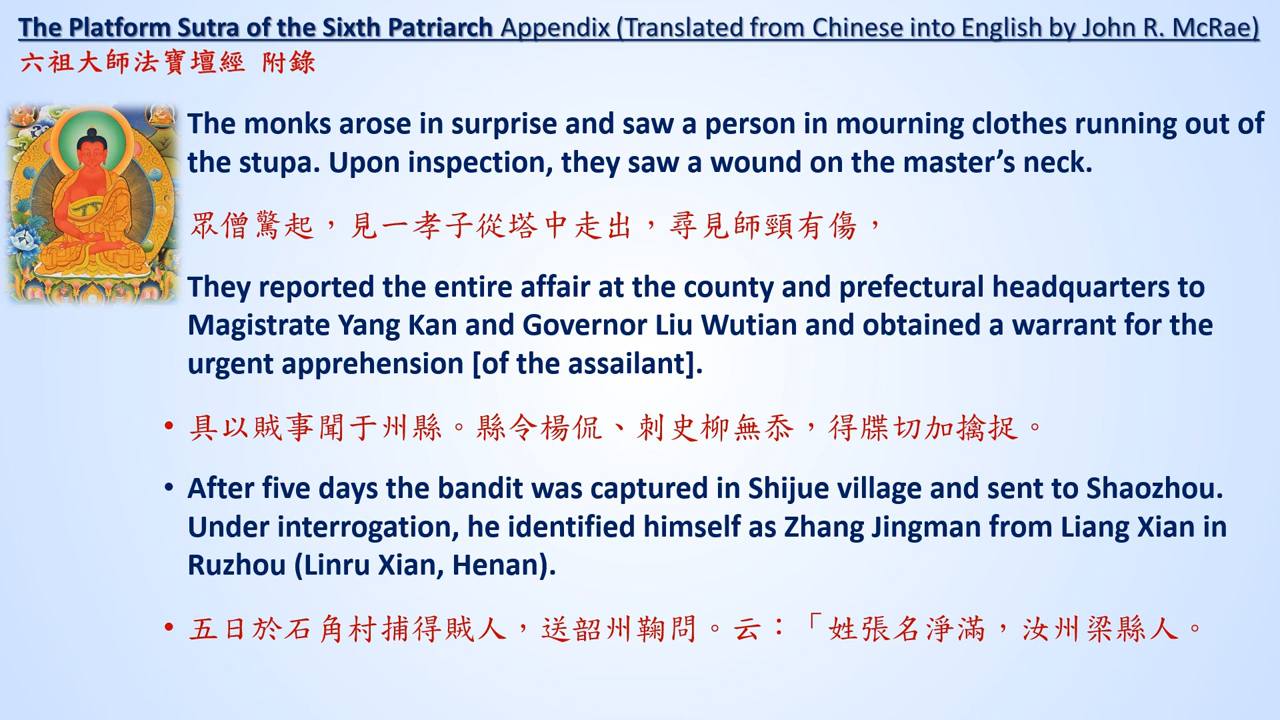 The Platform Sutra of the Sixth Patriarch Appendix (Translated from Chinese into English by John R. McRae)
六祖大師法寶壇經 附錄
The monks arose in surprise and saw a person in mourning clothes running out of
the stupa. Upon inspection, they saw a wound on the master’s neck.
眾僧驚起，見一孝子從塔中走出，尋見師頸有傷，
They reported the entire affair at the county and prefectural headquarters to
Magistrate Yang Kan and Governor Liu Wutian and obtained a warrant for the
urgent apprehension [of the assailant].
• 具以賊事聞于州縣。縣令楊侃、刺史柳無忝，得牒切加擒捉。
• After five days the bandit was captured in Shijue village and sent to Shaozhou.
Under interrogation, he identified himself as Zhang Jingman from Liang Xian in
Ruzhou (Linru Xian, Henan).
• 五日於石角村捕得賊人，送韶州鞠問。云：「姓張名淨滿，汝州梁縣人。